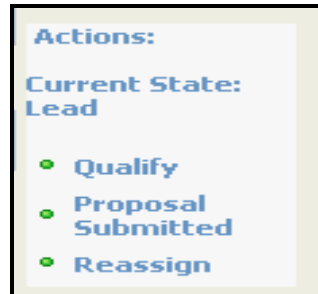 Actions:
Current State:
Lead
Qualify
Proposal
Submitted
Reassign